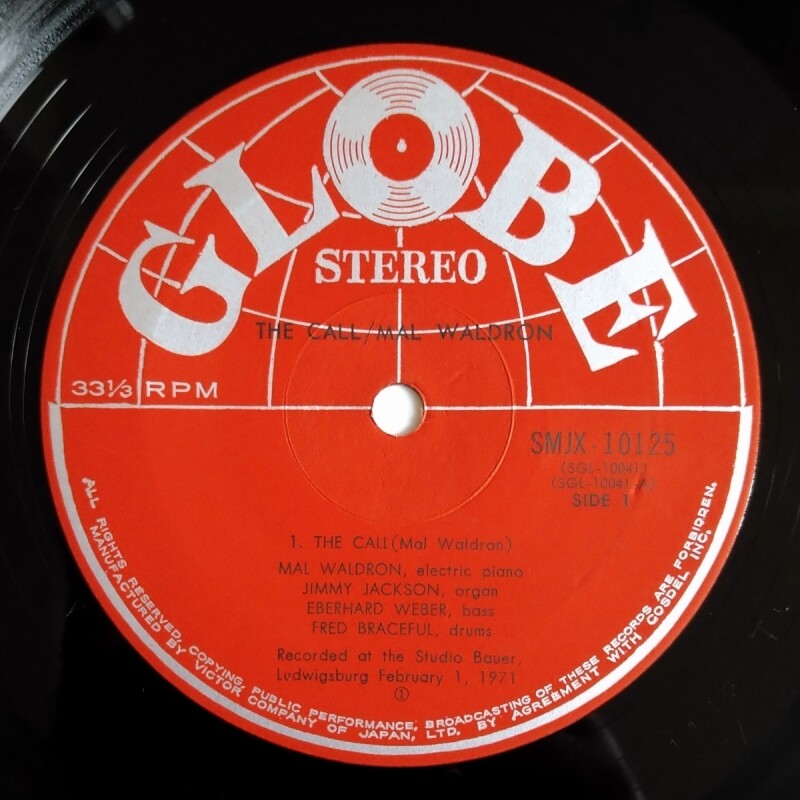 GLOBE
STEREO
THE CALL/MAL WALDRON
33 1/3 RPM
SMJX-10125
(SGL-10041)
(SGL-10041-A)
SIDE 1
1. THE CALL(Mal Waldron)
MAL WALDRON, electric piano
JIMMY JACKSON, organ
EBERHARD WEBER, bass
FRED BRACEFUL, drums
Recorded at the Studio Bauer,
Ludwigsburg February 1, 1971
①
ALL RIGHTS RESERVED, COPYING, PUBLIC PERFORMANCE, BROADCASTING OF THESE RECORDS ARE FORBIDDEN.
MANUFACTURED BY VICTOR COMPANY OF JAPAN, LTD. BY AGREEMENT WITH COSDEL INC.